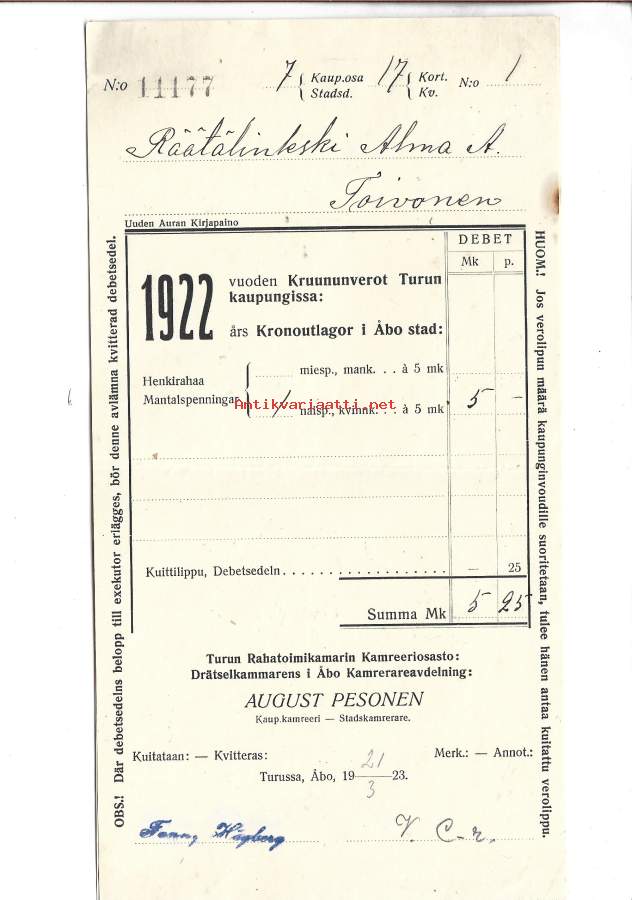 N:o 11177 7 { Kaup.osa 17 { Kort. N:o 1
Stadsd. Kv.
Räätälinleski Alma A.
Toivonen
Uuden Auran Kirjapaino
DEBET
Mk p.
1922 vuoden Kruununverot Turun
kaupungissa:
års Kronoutlagor i Åbo stad:
Henkirahaa
Mantalspenningar
miesp., mank. . . à 5 mk
1 naisp., kvinnk. . . à 5 mk 5 -
Antikvariaatti.net
Kuittilippu, Debetsedeln . . . . . . . . . . . . . . . . . . — 25
Summa Mk 5 25
Turun Rahatoimikamarin Kamreeriosasto:
Drätselkammarens i Åbo Kamrerareavdelning:
AUGUST PESONEN
Kaup.kamreeri — Stadskamrerare.
Kuitataan: — Kvitteras: Merk.: — Annot.:
Turussa, Åbo, 19 21/3 23.
Fanny Hägberg V. C-r.
OBS.! Där debetsedelns belopp till exekutor erlägges, bör denne avlämna kvitterad debetsedel.
HUOM.! Jos verolipun määrä kaupunginvoudille suoritetaan, tulee hänen antaa kuitattu verolippu.